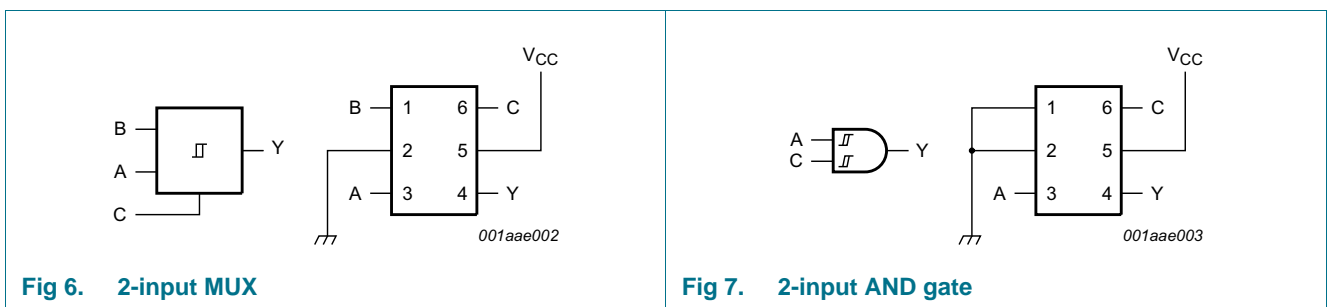 VCC
B
A
C
Y
B 1 6 C
2 5
A 3 4 Y
001aae002
Fig 6. 2-input MUX
VCC
A
C
Y
1 6 C
2 5
A 3 4 Y
001aae003
Fig 7. 2-input AND gate